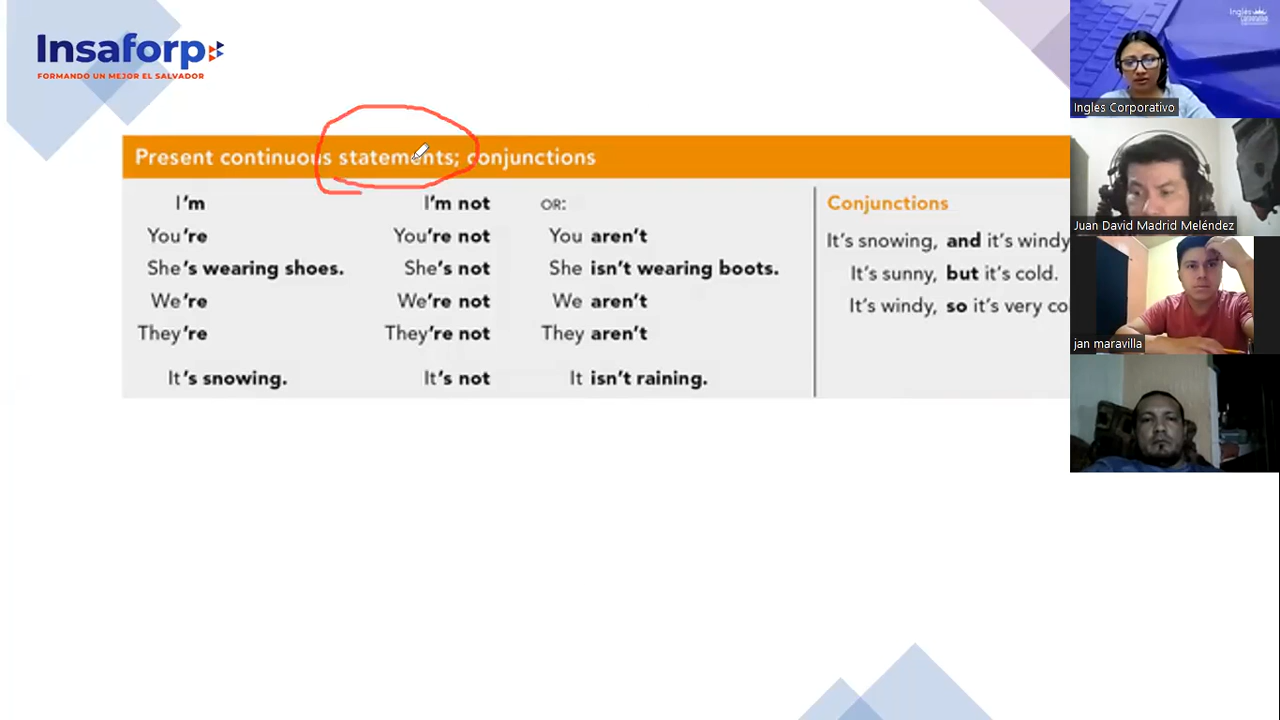 Insaforp
FORMANDO UN MEJOR EL SALVADOR
Present continuous statements; conjunctions
I'm I'm not OR:
You're You're not You aren't
She's wearing shoes. She's not She isn't wearing boots.
We're We're not We aren't
They're They're not They aren't
It's snowing. It's not It isn't raining.
Conjunctions
It's snowing, and it's windy
It's sunny, but it's cold.
It's windy, so it's very co
Ingles
Ingles Corporativo
Juan David Madrid Meléndez
jan maravilla